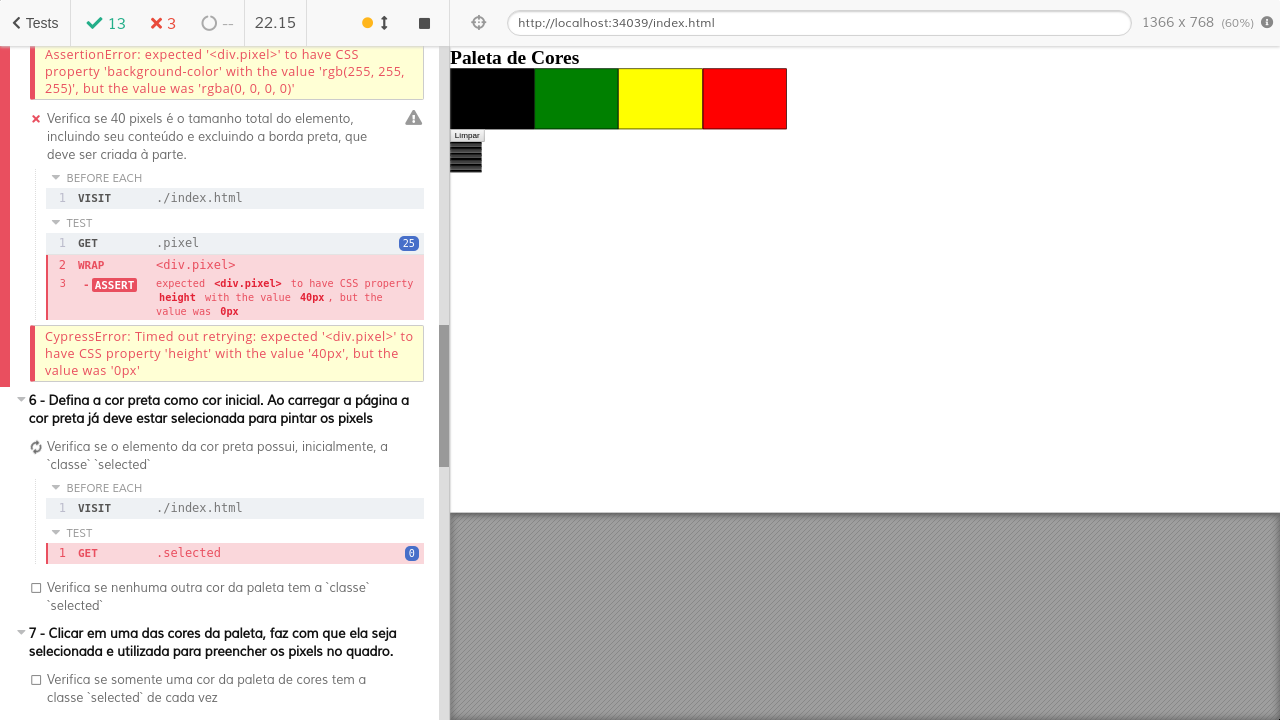 Tests
13
3
--
22.15
http://localhost:34039/index.html
1366 x 768 (60%)
AssertionError: expected '<div.pixel>' to have CSS
property 'background-color' with the value 'rgb(255, 255,
255)', but the value was 'rgba(0, 0, 0, 0)'
Verifica se 40 pixels é o tamanho total do elemento,
incluindo seu conteúdo e excluindo a borda preta, que
deve ser criada à parte.
BEFORE EACH
1 VISIT ./index.html
TEST
1 GET .pixel 25
2 WRAP <div.pixel>
3 - ASSERT expected <div.pixel> to have CSS property
height with the value 40px, but the
value was 0px
CypressError: Timed out retrying: expected '<div.pixel>' to
have CSS property 'height' with the value '40px', but the
value was '0px'
6 - Defina a cor preto como cor inicial. Ao carregar a página a
cor preta já deve estar selecionada para pintar os pixels
Verifica se o elemento da cor preta possui, inicialmente, a
`classe` `selected`
BEFORE EACH
1 VISIT ./index.html
TEST
1 GET .selected 0
Verifica se nenhuma outra cor da paleta tem a `classe`
`selected`
7 - Clicar em uma das cores da paleta, faz com que ela seja
selecionada e utilizada para preencher os pixels no quadro.
Verifica se somente uma cor da paleta de cores tem a
classe `selected` de cada vez
Paleta de Cores
Limpar